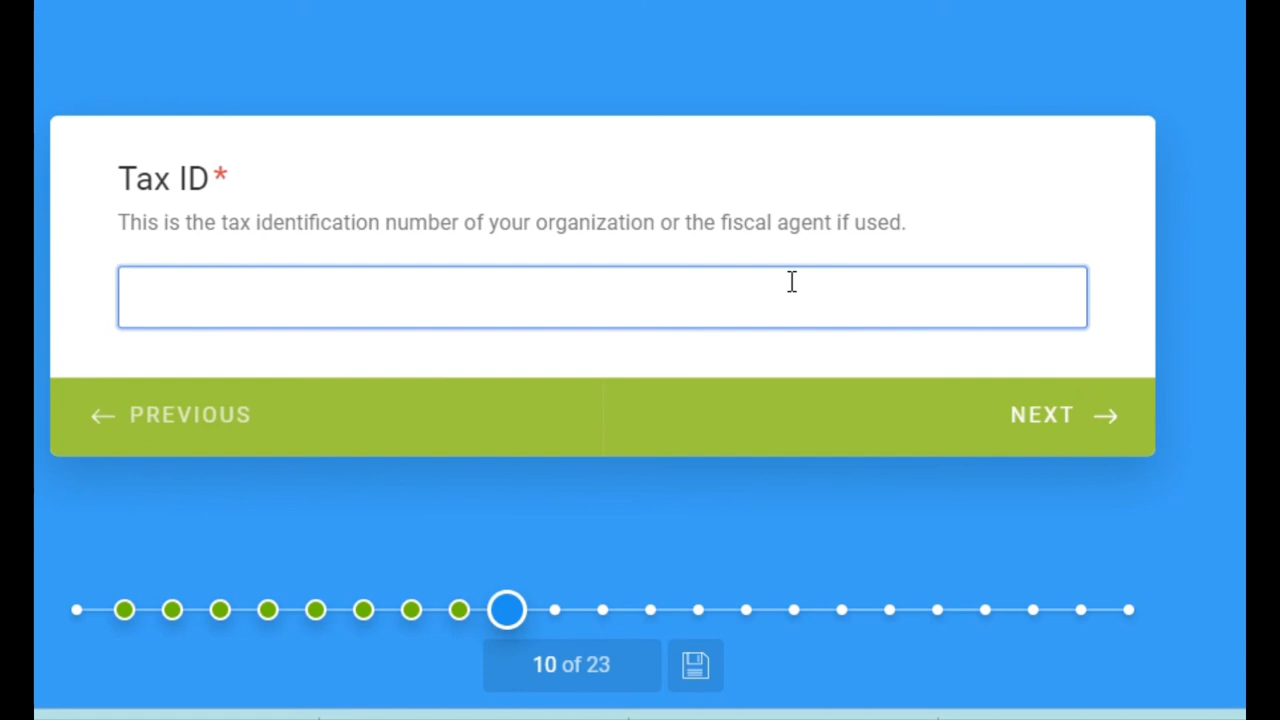 Tax ID*
This is the tax identification number of your organization or the fiscal agent if used.
← PREVIOUS
NEXT →
10 of 23